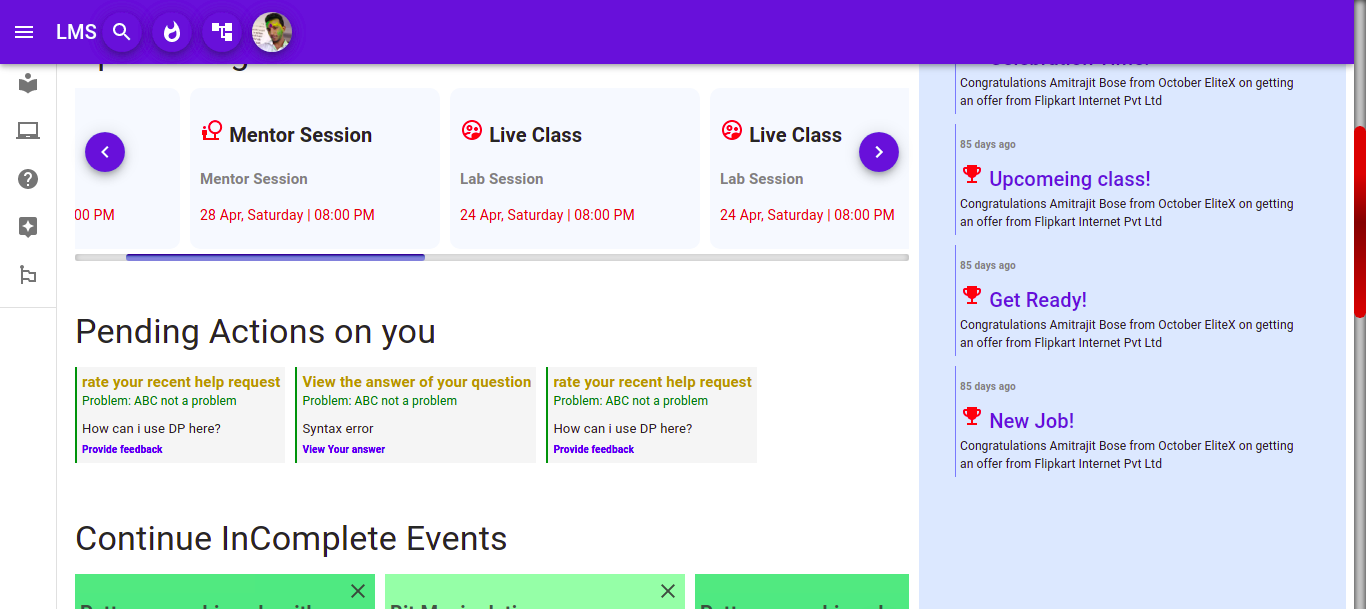 LMS
00 PM
Mentor Session
Mentor Session
28 Apr, Saturday | 08:00 PM
Live Class
Lab Session
24 Apr, Saturday | 08:00 PM
Live Class
Lab Session
24 Apr, Saturday | 08:00 PM
Pending Actions on you
rate your recent help request
Problem: ABC not a problem
How can i use DP here?
Provide feedback
View the answer of your question
Problem: ABC not a problem
Syntax error
View Your answer
rate your recent help request
Problem: ABC not a problem
How can i use DP here?
Provide feedback
Continue InComplete Events
Congratulations Amitrajit Bose from October EliteX on getting
an offer from Flipkart Internet Pvt Ltd
85 days ago
Upcomeing class!
Congratulations Amitrajit Bose from October EliteX on getting
an offer from Flipkart Internet Pvt Ltd
85 days ago
Get Ready!
Congratulations Amitrajit Bose from October EliteX on getting
an offer from Flipkart Internet Pvt Ltd
85 days ago
New Job!
Congratulations Amitrajit Bose from October EliteX on getting
an offer from Flipkart Internet Pvt Ltd